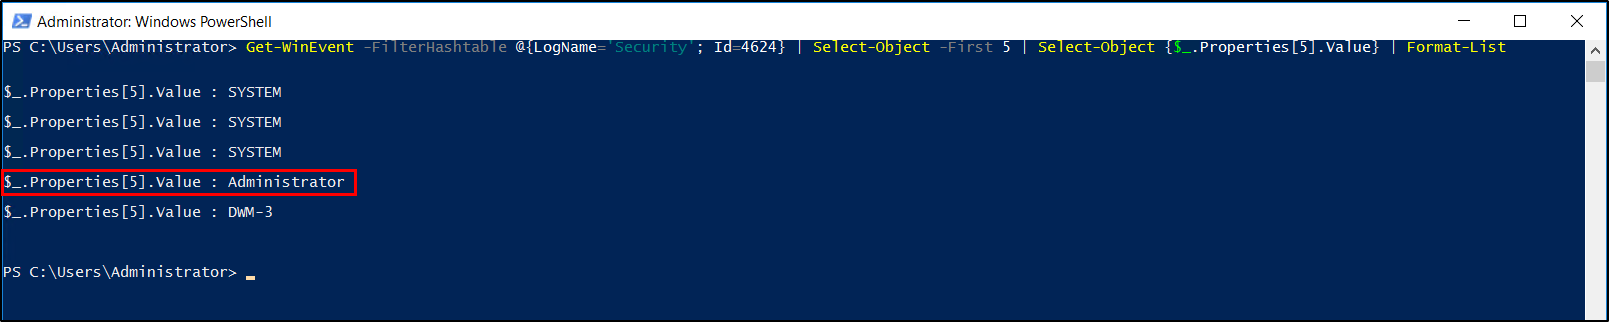 Administrator: Windows PowerShell
PS C:\Users\Administrator> Get-WinEvent -FilterHashtable @{LogName='Security'; Id=4624} | Select-Object -First 5 | Select-Object {$_.Properties[5].Value} | Format-List
$_.Properties[5].Value : SYSTEM
$_.Properties[5].Value : SYSTEM
$_.Properties[5].Value : SYSTEM
$_.Properties[5].Value : Administrator
$_.Properties[5].Value : DWM-3
PS C:\Users\Administrator>